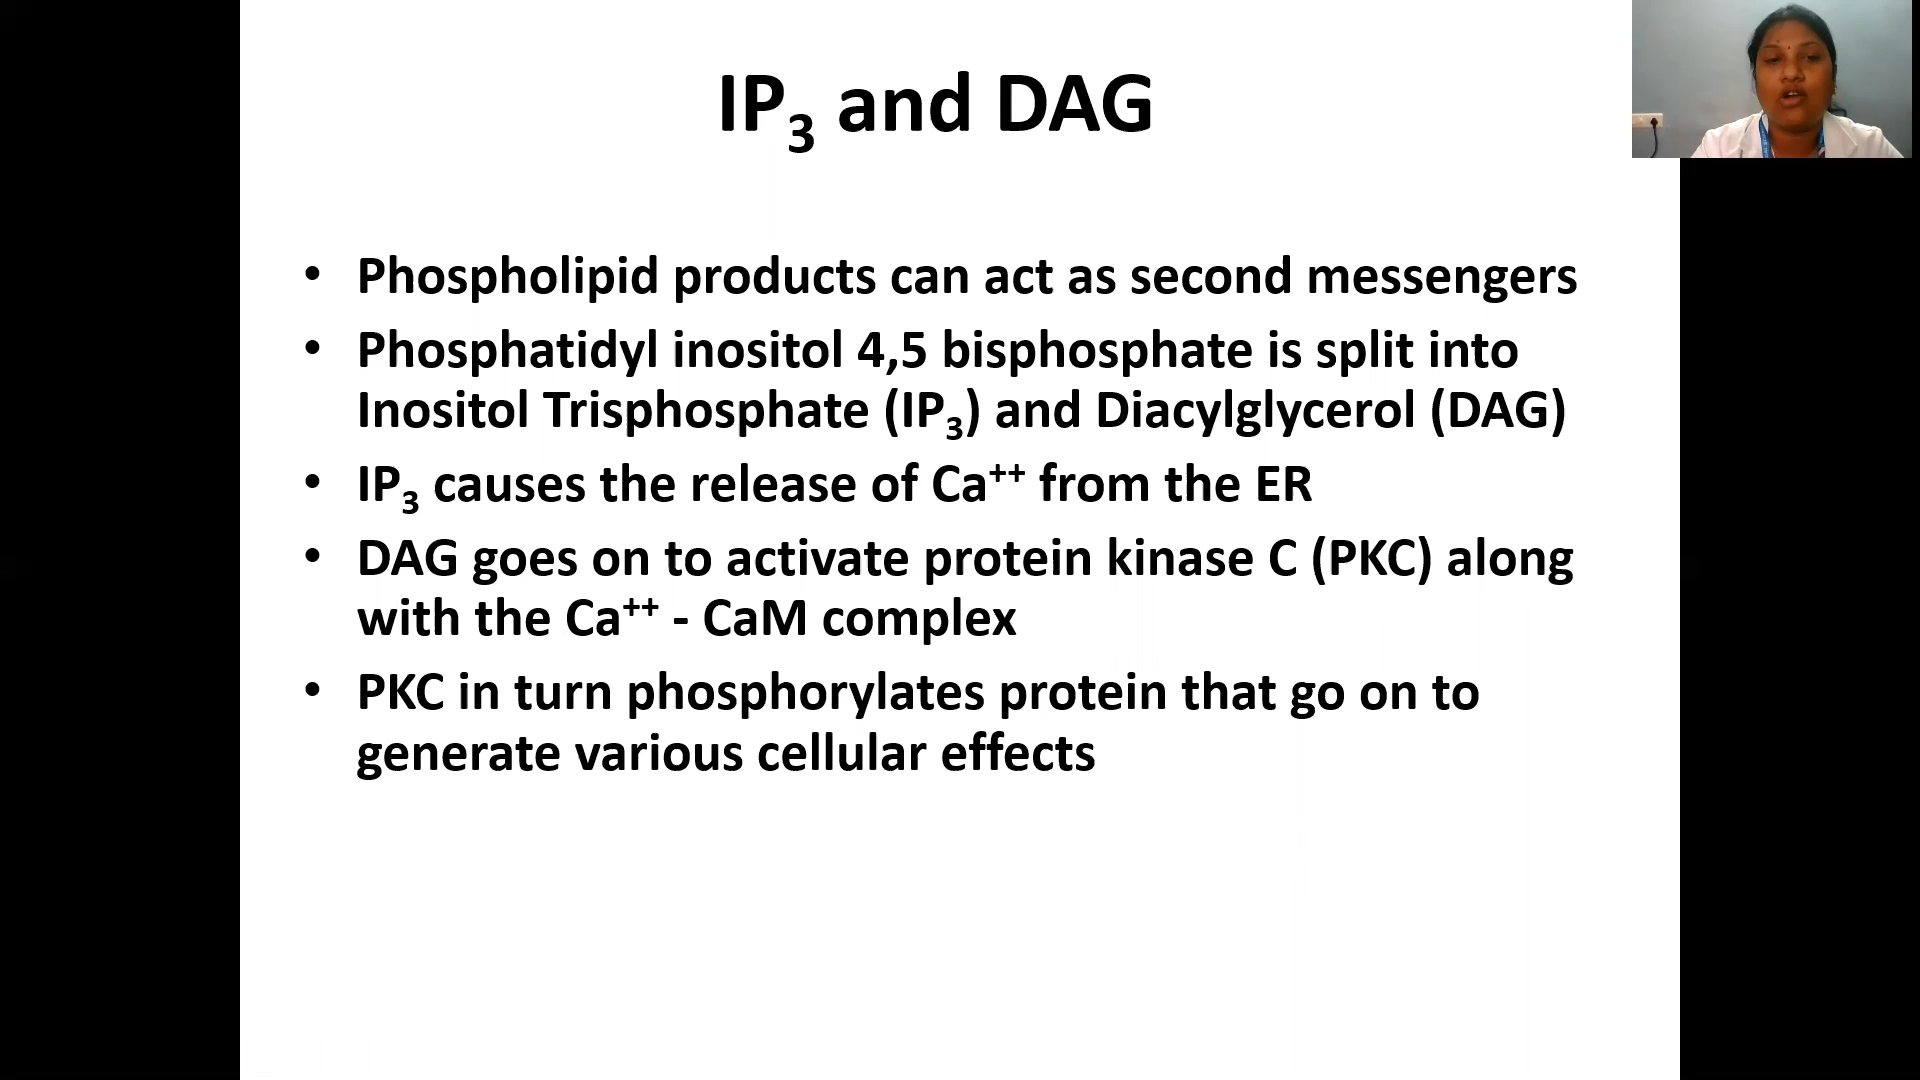 IP₃ and DAG
• Phospholipid products can act as second messengers
• Phosphatidyl inositol 4,5 bisphosphate is split into
Inositol Trisphosphate (IP₃) and Diacylglycerol (DAG)
• IP₃ causes the release of Ca⁺⁺ from the ER
• DAG goes on to activate protein kinase C (PKC) along
with the Ca⁺⁺ - CaM complex
• PKC in turn phosphorylates protein that go on to
generate various cellular effects